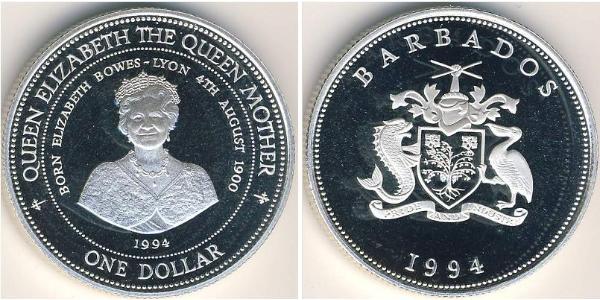 QUEEN ELIZABETH THE QUEEN MOTHER
BORN ELIZABETH BOWES-LYON 4TH AUGUST 1900
1994
ONE DOLLAR
BARBADOS
PRIDE AND INDUSTRY
1994